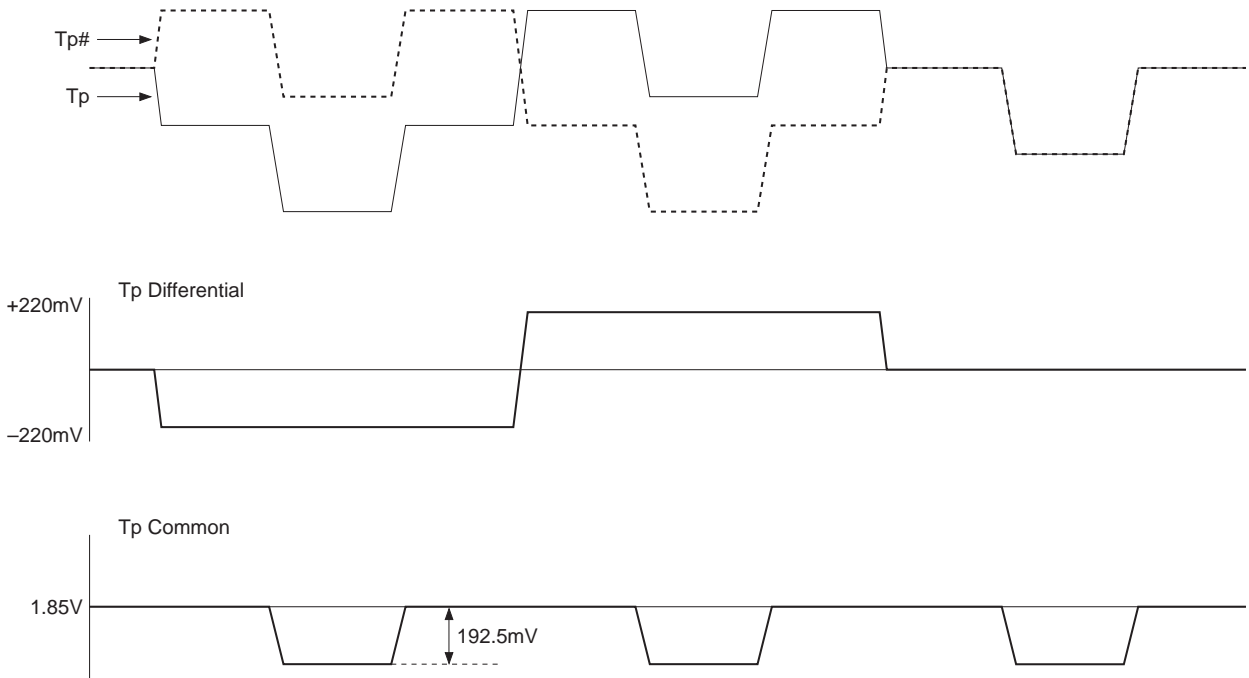 Tp#
Tp
Tp Differential
+220mV
–220mV
Tp Common
1.85V
192.5mV